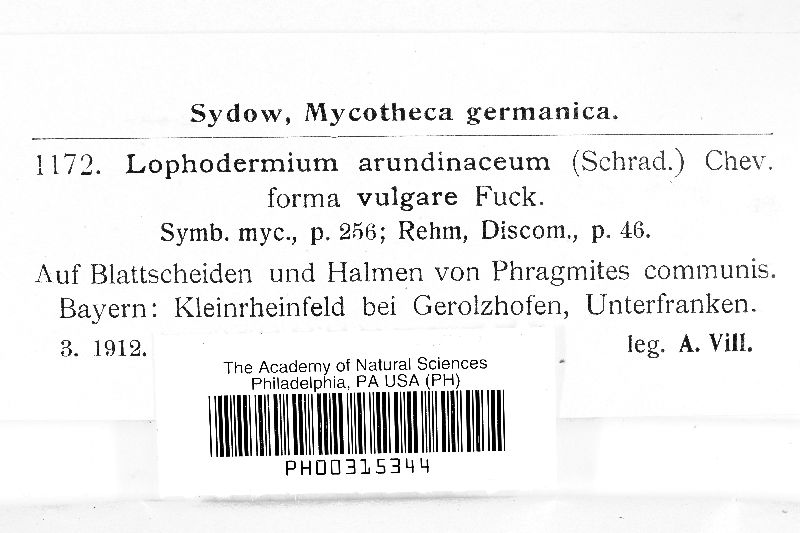 Sydow, Mycotheca germanica.
1172. Lophodermium arundinaceum (Schrad.) Chev.
forma vulgare Fuck.
Symb. myc., p. 256; Rehm, Discom., p. 46.
Auf Blattscheiden und Halmen von Phragmites communis.
Bayern: Kleinrheinfeld bei Gerolzhofen, Unterfranken.
3. 1912. leg. A. Vill.
The Academy of Natural Sciences
Philadelphia, PA USA (PH)
PH00315344